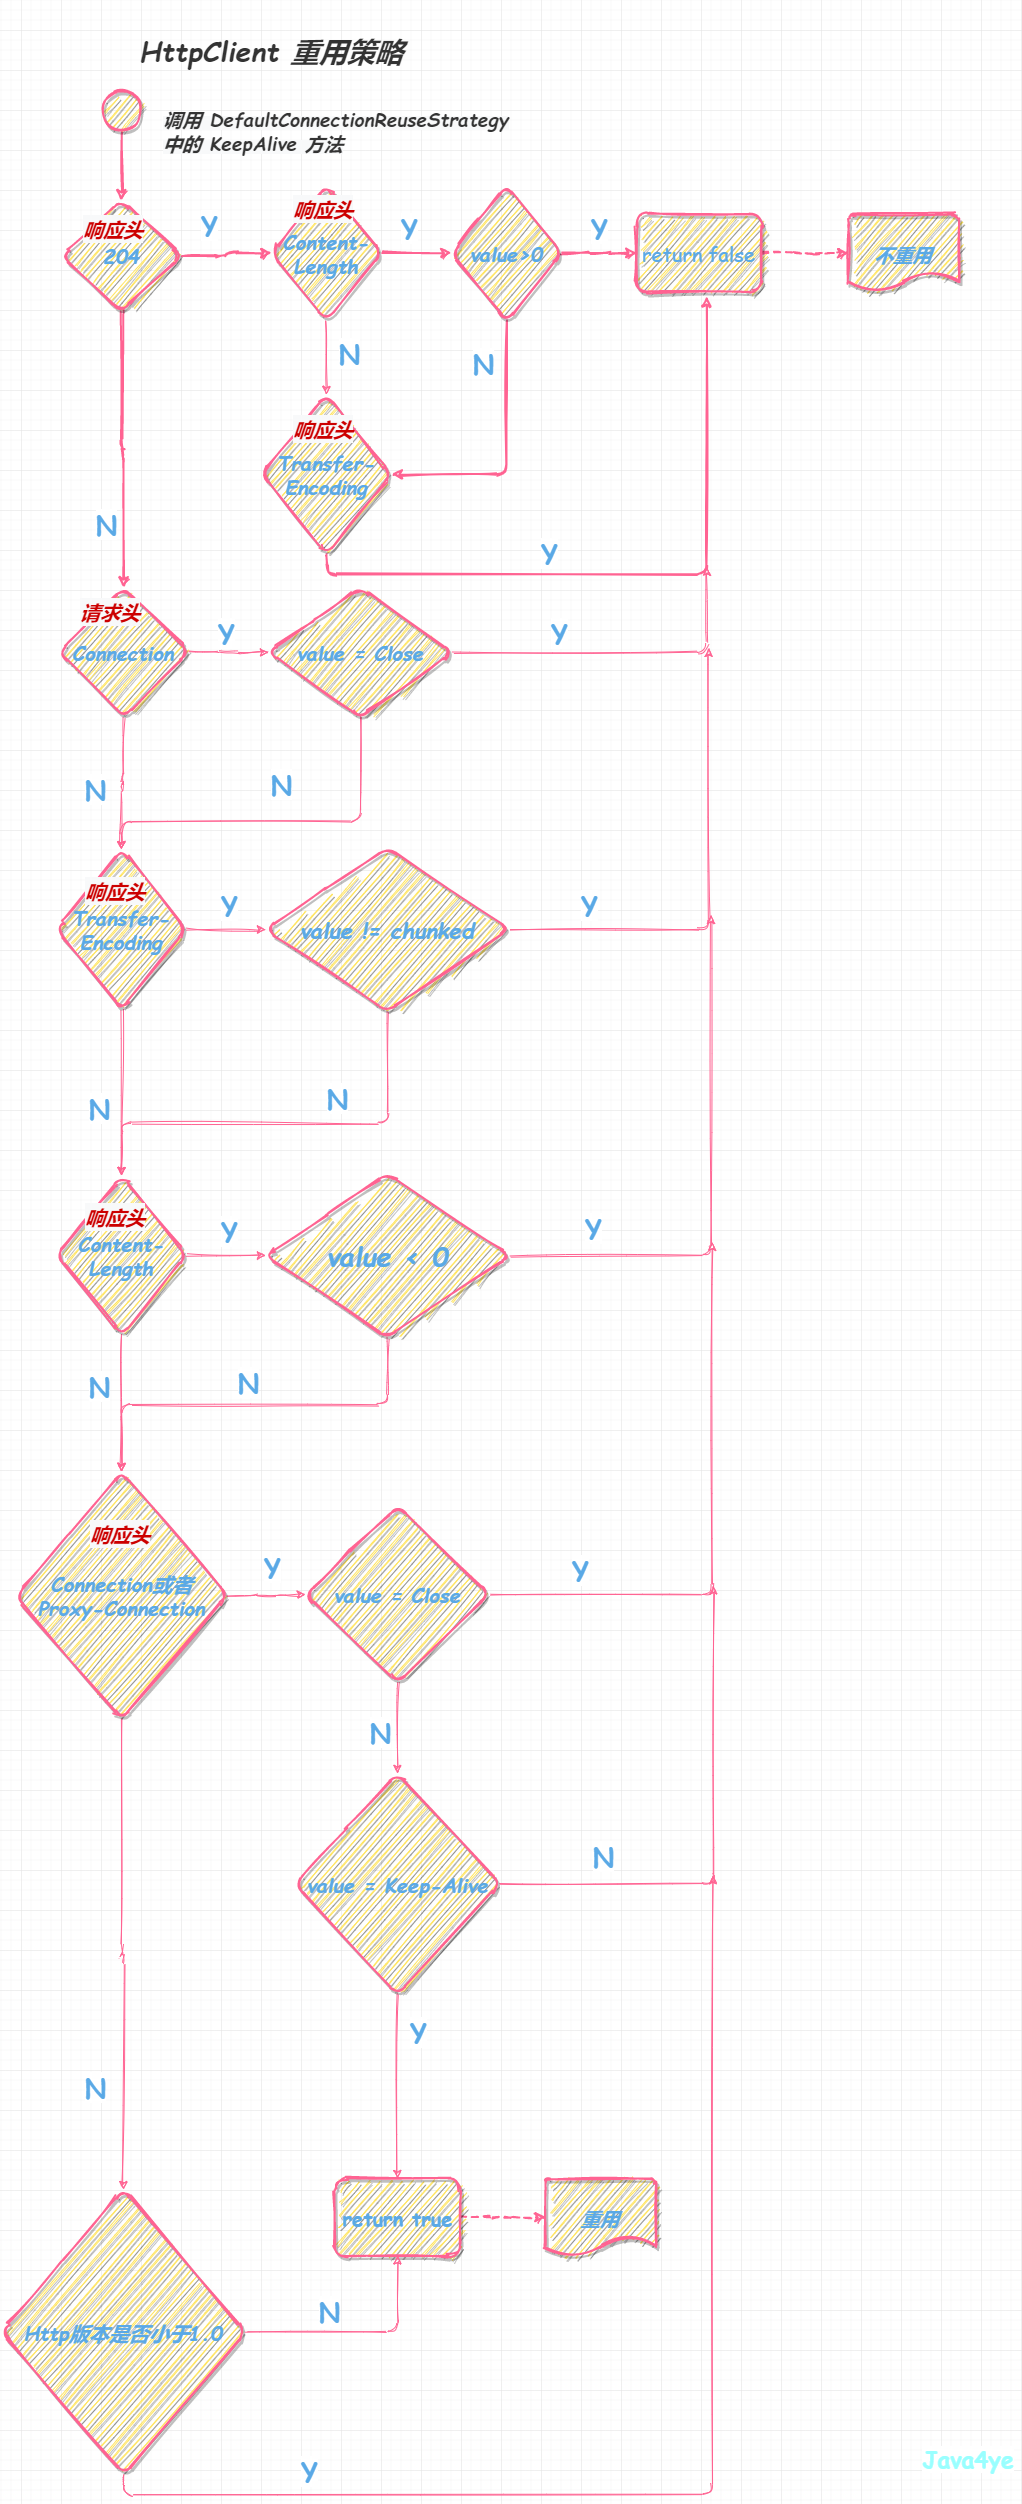 HttpClient 重用策略
调用 DefaultConnectionReuseStrategy
中的 KeepAlive 方法
响应头
204
Y
响应头
Content-
Length
Y
value>0
Y
return false
不重用
N
N
响应头
Transfer-
Encoding
N
Y
请求头
Connection
Y
value = Close
Y
N
N
响应头
Transfer-
Encoding
Y
value != chunked
Y
N
N
响应头
Content-
Length
Y
value < 0
Y
N
N
响应头
Connection或者
Proxy-Connection
Y
value = Close
Y
N
value = Keep-Alive
N
Y
N
return true
重用
N
Http版本是否小于1.0
Y
Java4ye